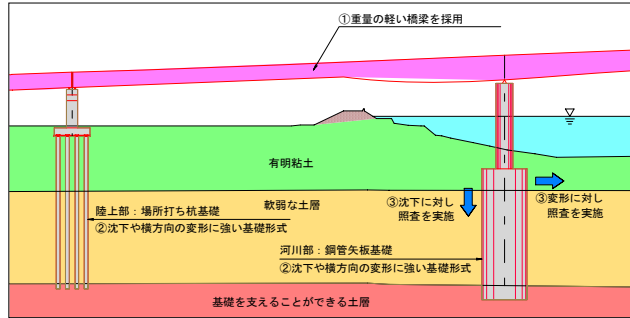 ①重量の軽い橋梁を採用
有明粘土
軟弱な土層
③沈下に対し
照査を実施
③変形に対し
照査を実施
陸上部：場所打ち杭基礎
②沈下や横方向の変形に強い基礎形式
河川部：鋼管矢板基礎
②沈下や横方向の変形に強い基礎形式
基礎を支えることができる土層